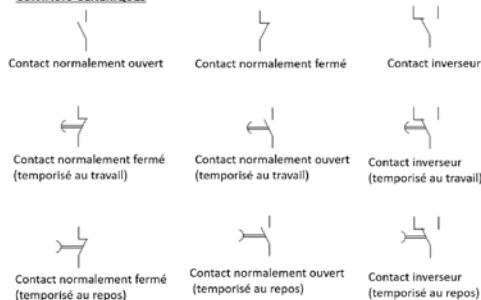 Contact normalement ouvert
Contact normalement fermé
Contact inverseur
Contact normalement fermé
(temporisé au travail)
Contact normalement ouvert
(temporisé au travail)
Contact inverseur
(temporisé au travail)
Contact normalement fermé
(temporisé au repos)
Contact normalement ouvert
(temporisé au repos)
Contact inverseur
(temporisé au repos)